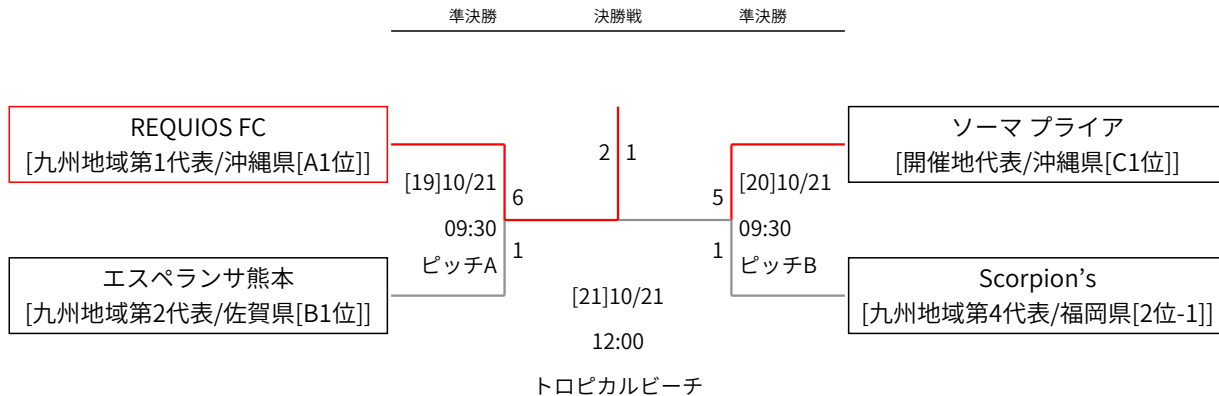 準決勝 決勝戦 準決勝
REQUIOS FC
[九州地域第1代表/沖縄県[A1位]]
エスペランサ熊本
[九州地域第2代表/佐賀県[B1位]]
[19]10/21
09:30
ピッチA
6
1
2 1
[21]10/21
12:00
トロピカルビーチ
5
1
[20]10/21
09:30
ピッチB
ソーマ プライア
[開催地代表/沖縄県[C1位]]
Scorpion’s
[九州地域第4代表/福岡県[2位-1]]